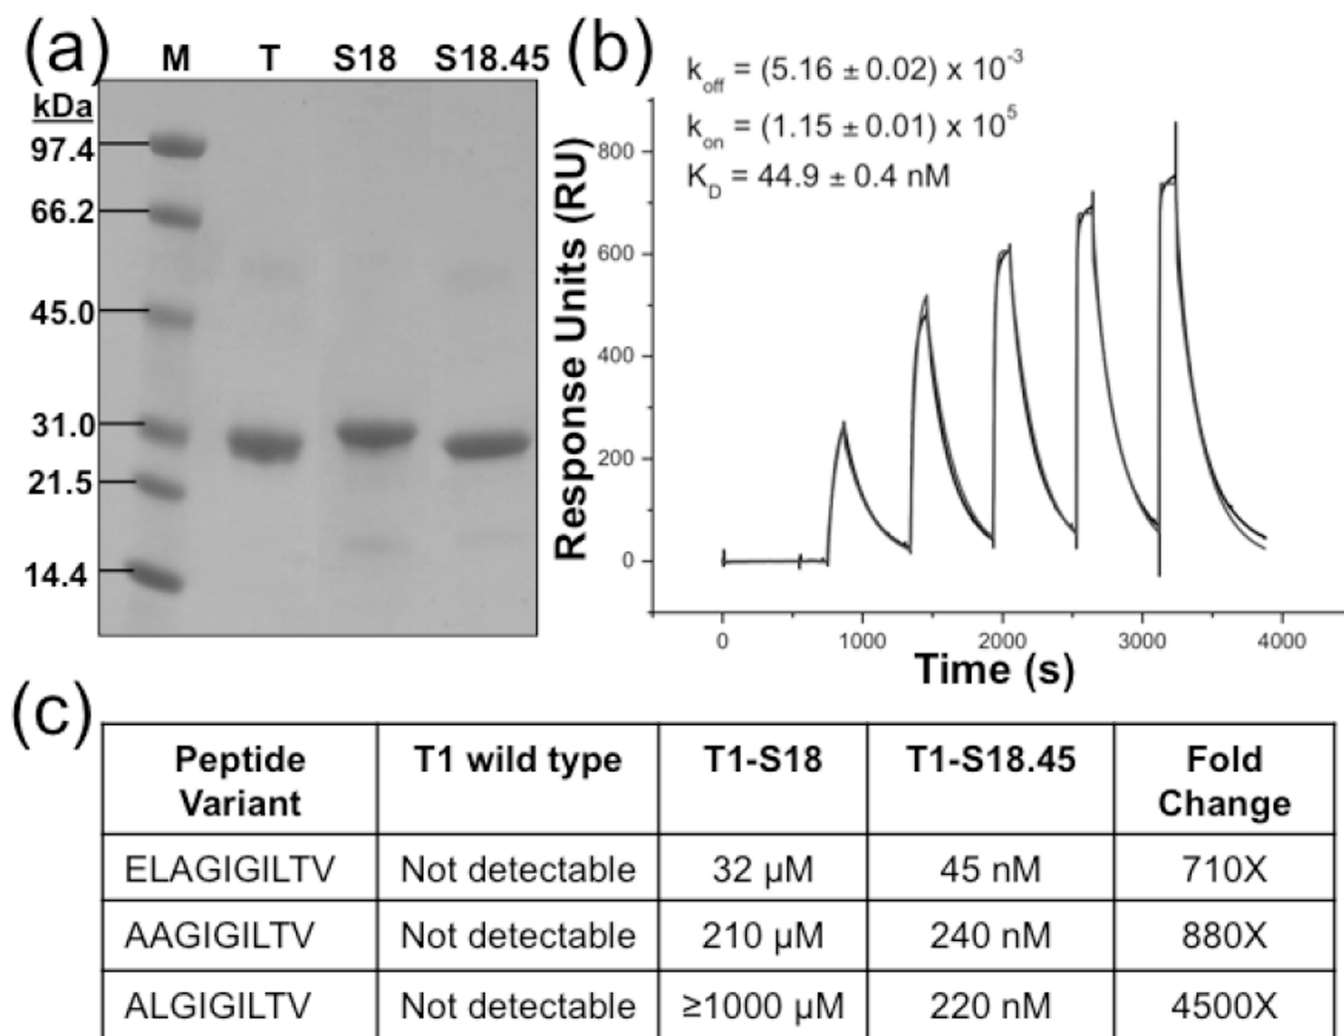 (a)
M T S18 S18.45
kDa
97.4
66.2
45.0
31.0
21.5
14.4
(b)
k_off = (5.16 ± 0.02) x 10^-3
k_on = (1.15 ± 0.01) x 10^5
K_D = 44.9 ± 0.4 nM
Response Units (RU)
800
600
400
200
0
0 1000 2000 3000 4000
Time (s)
(c)
Peptide Variant T1 wild type T1-S18 T1-S18.45 Fold Change
ELAGIGILTV Not detectable 32 µM 45 nM 710X
AAGIGILTV Not detectable 210 µM 240 nM 880X
ALGIGILTV Not detectable ≥1000 µM 220 nM 4500X